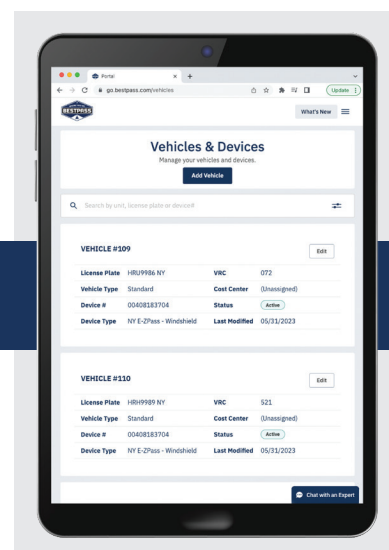 Portal
go.bestpass.com/vehicles
Update
BESTPASS
What's New
Vehicles & Devices
Manage your vehicles and devices.
Add Vehicle
Search by unit, license plate or device#
VEHICLE #109
Edit
License Plate HRU9986 NY VRC 072
Vehicle Type Standard Cost Center (Unassigned)
Device # 00408183704 Status Active
Device Type NY E-ZPass - Windshield Last Modified 05/31/2023
VEHICLE #110
Edit
License Plate HRH9989 NY VRC 521
Vehicle Type Standard Cost Center (Unassigned)
Device # 00408183704 Status Active
Device Type NY E-ZPass - Windshield Last Modified 05/31/2023
Chat with an Expert